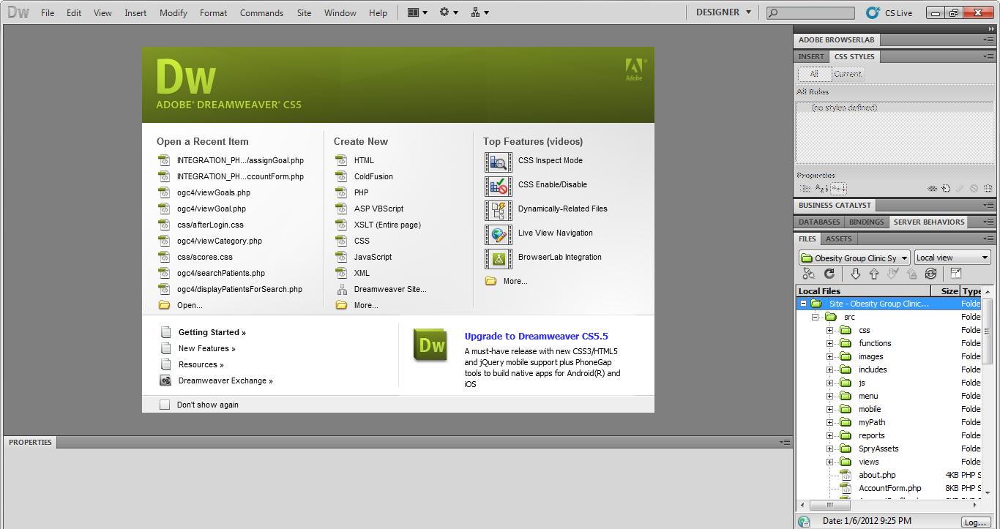 Dw File Edit View Insert Modify Format Commands Site Window Help DESIGNER CS Live
Dw
ADOBE® DREAMWEAVER® CS5
Adobe
Open a Recent Item
INTEGRATION_PH.../assignGoal.php
INTEGRATION_PH...ccountForm.php
ogc4/viewGoals.php
ogc4/viewGoal.php
css/afterLogin.css
ogc4/viewCategory.php
css/scores.css
ogc4/searchPatients.php
ogc4/displayPatientsForSearch.php
Open...
Create New
HTML
ColdFusion
PHP
ASP VBScript
XSLT (Entire page)
CSS
JavaScript
XML
Dreamweaver Site...
More...
Top Features (videos)
CSS Inspect Mode
CSS Enable/Disable
Dynamically-Related Files
Live View Navigation
BrowserLab Integration
More...
Getting Started »
New Features »
Resources »
Dreamweaver Exchange »
Dw
Upgrade to Dreamweaver CS5.5
A must-have release with new CSS3/HTML5
and jQuery mobile support plus PhoneGap
tools to build native apps for Android(R) and
iOS
Don't show again
PROPERTIES
ADOBE BROWSERLAB
INSERT CSS STYLES
All Current
All Rules
(no styles defined)
Properties
BUSINESS CATALYST
DATABASES BINDINGS SERVER BEHAVIORS
FILES ASSETS
Obesity Group Clinic Sy Local view
Local Files Size Type
Site - Obesity Group Clinic... Folde
src Folde
css Folde
functions Folde
images Folde
includes Folde
js Folde
menu Folde
mobile Folde
myPath Folde
reports Folde
SpryAssets Folde
views Folde
about.php 4KB PHP S
AccountForm.php 8KB PHP S
Date: 1/6/2012 9:25 PM Log...